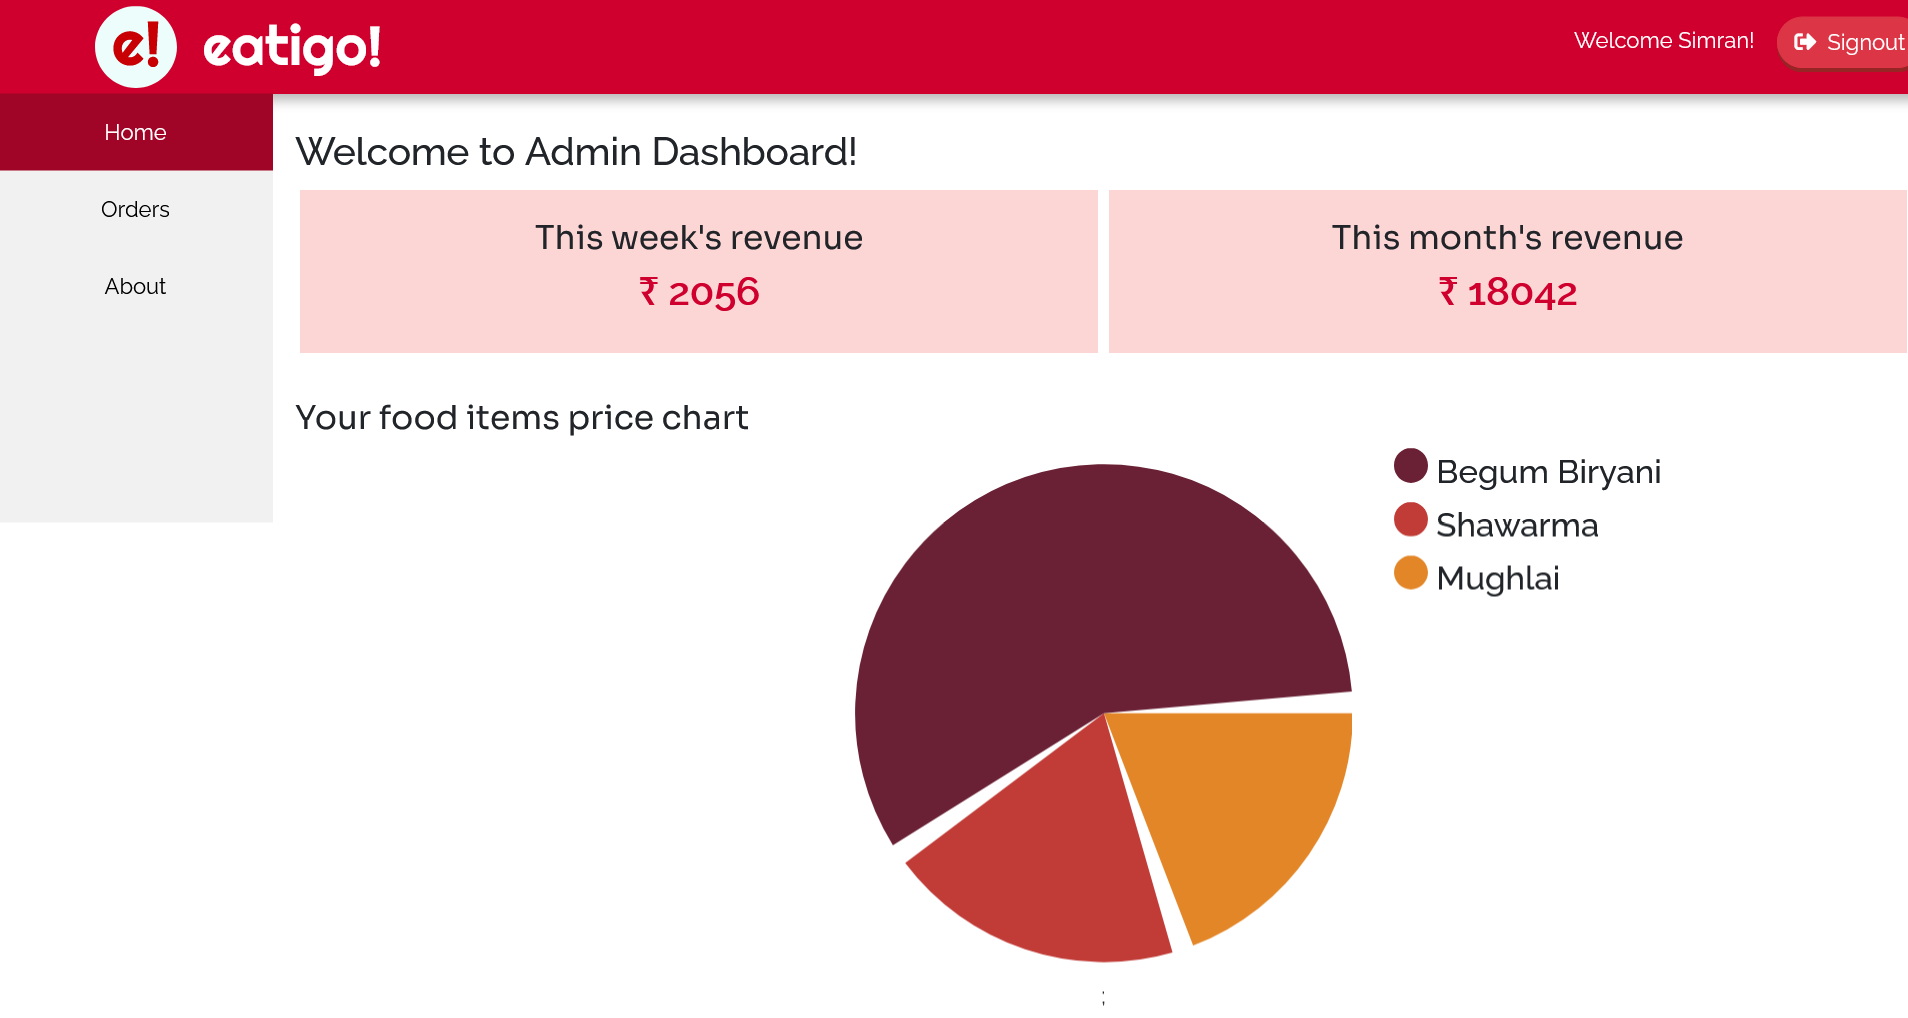 e! eatigo!
Welcome Simran!
Signout
Home
Orders
About
Welcome to Admin Dashboard!
This week's revenue
₹ 2056
This month's revenue
₹ 18042
Your food items price chart
Begum Biryani
Shawarma
Mughlai
;